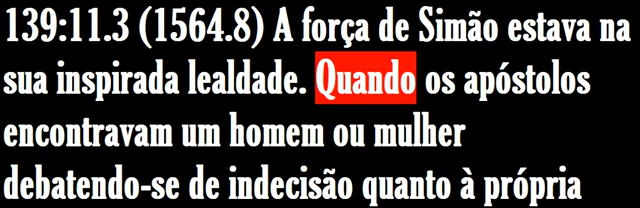 139:11.3 (1564.8) A força de Simão estava na
sua inspirada lealdade. Quando os apóstolos
encontravam um homem ou mulher
debatendo-se de indecisão quanto à própria